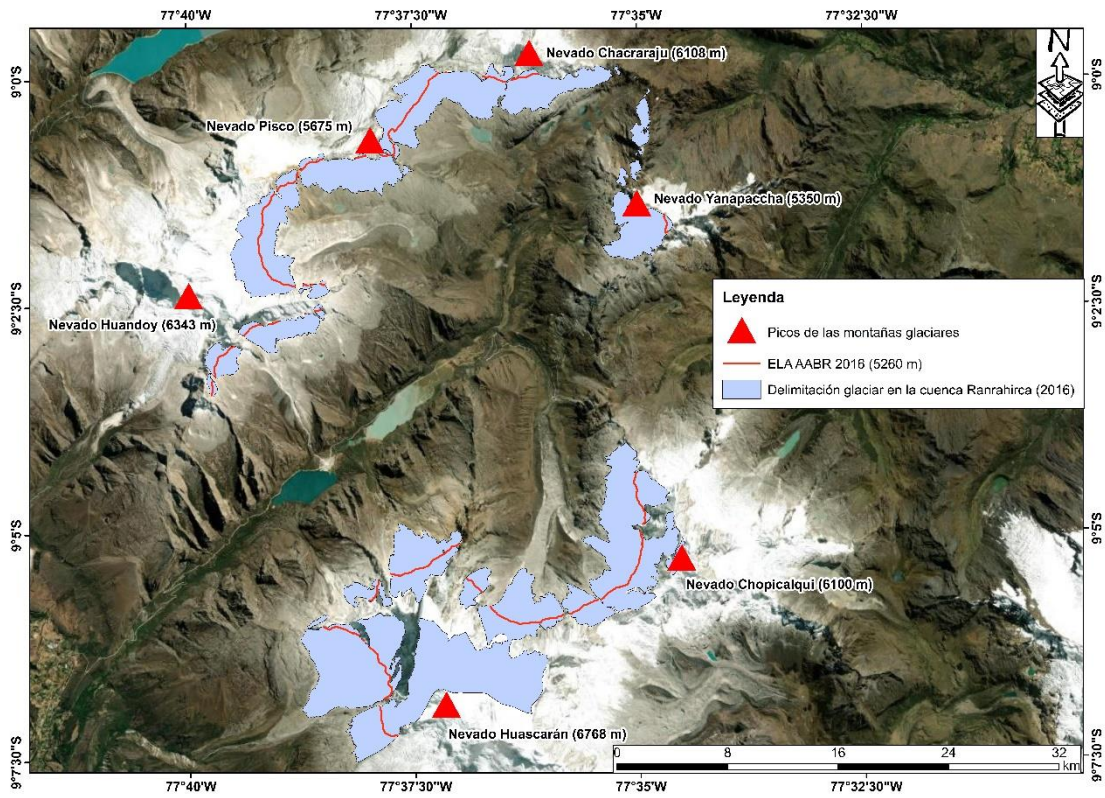 77°40'W 77°37'30"W 77°35'W 77°32'30"W
N
Nevado Chacraraju (6108 m)
9°0'S 9°0'S
Nevado Pisco (5675 m)
Nevado Yanapaccha (5350 m)
Leyenda
9°2'30"S 9°2'30"S
Nevado Huandoy (6343 m)
Picos de las montañas glaciares
ELA AABR 2016 (5260 m)
Delimitación glaciar en la cuenca Ranrahirca (2016)
9°5'S 9°5'S
Nevado Chopicalqui (6100 m)
Nevado Huascarán (6768 m)
0 8 16 24 32
km
9°7'30"S 9°7'30"S
77°40'W 77°37'30"W 77°35'W 77°32'30"W